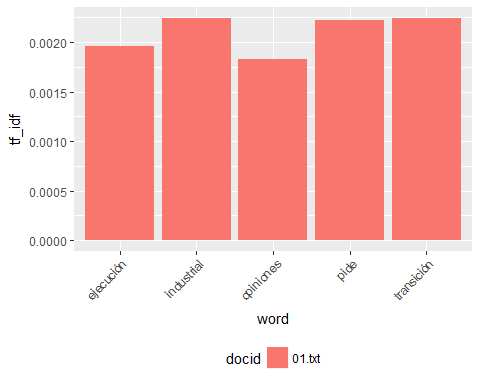 0.0020
0.0015
0.0010
0.0005
0.0000
tf_idf
ejecución
industrial
opiniones
pide
transición
word
docid 01.txt